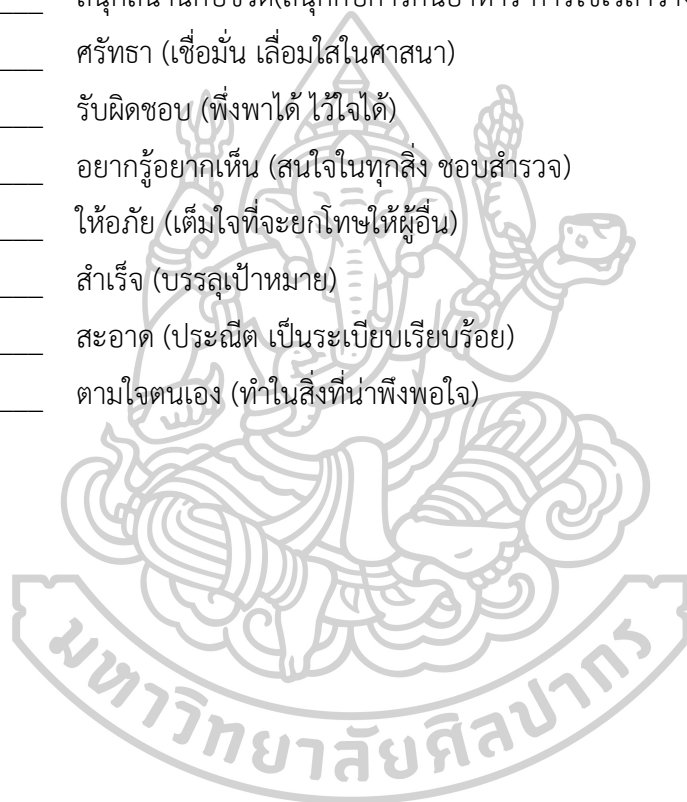 ____ ศรัทธา (เชื่อมั่น เลื่อมใสในศาสนา)
____ รับผิดชอบ (พึ่งพาได้ ไว้ใจได้)
____ อยากรู้อยากเห็น (สนใจในทุกสิ่ง ชอบสำรวจ)
____ ให้อภัย (เต็มใจที่จะยกโทษให้ผู้อื่น)
____ สำเร็จ (บรรลุเป้าหมาย)
____ สะอาด (ประณีต เป็นระเบียบเรียบร้อย)
____ ตามใจตนเอง (ทำในสิ่งที่น่าพึงพอใจ)
มหาวิทยาลัยศิลปากร